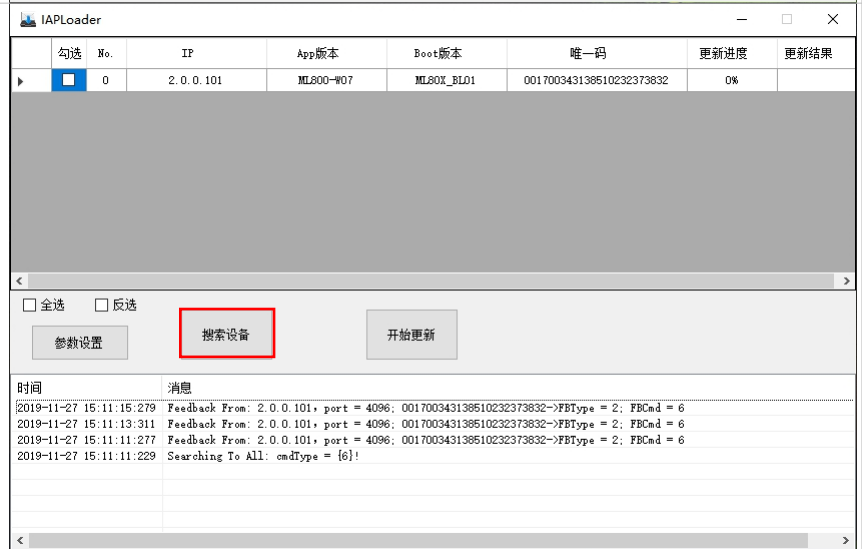 IAPLoader
勾选 No. IP App版本 Boot版本 唯一码 更新进度 更新结果
0 2.0.0.101 ML800-W07 ML80X_BL01 001700343138510232373832 0%
全选 反选
参数设置 搜索设备 开始更新
时间 消息
2019-11-27 15:11:15:279 Feedback From: 2.0.0.101, port = 4096; 001700343138510232373832->FBType = 2; FBCmd = 6
2019-11-27 15:11:13:311 Feedback From: 2.0.0.101, port = 4096; 001700343138510232373832->FBType = 2; FBCmd = 6
2019-11-27 15:11:11:277 Feedback From: 2.0.0.101, port = 4096; 001700343138510232373832->FBType = 2; FBCmd = 6
2019-11-27 15:11:11:229 Searching To All: cmdType = {6}!